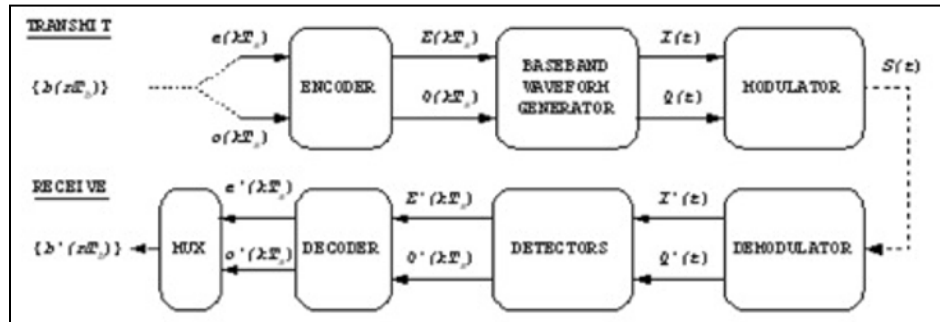 TRANSMIT
e(kT_s) E(kT_s) I(t)
S(t)
{b(nT_b)} ENCODER BASEBAND WAVEFORM GENERATOR MODULATOR
O(kT_s) Q(t)
o(kT_s)
RECEIVE
e'(kT_s) E'(kT_s) I'(t)
{b'(nT_b)} MUX DECODER DETECTORS DEMODULATOR
o'(kT_s) O'(kT_s) Q'(t)